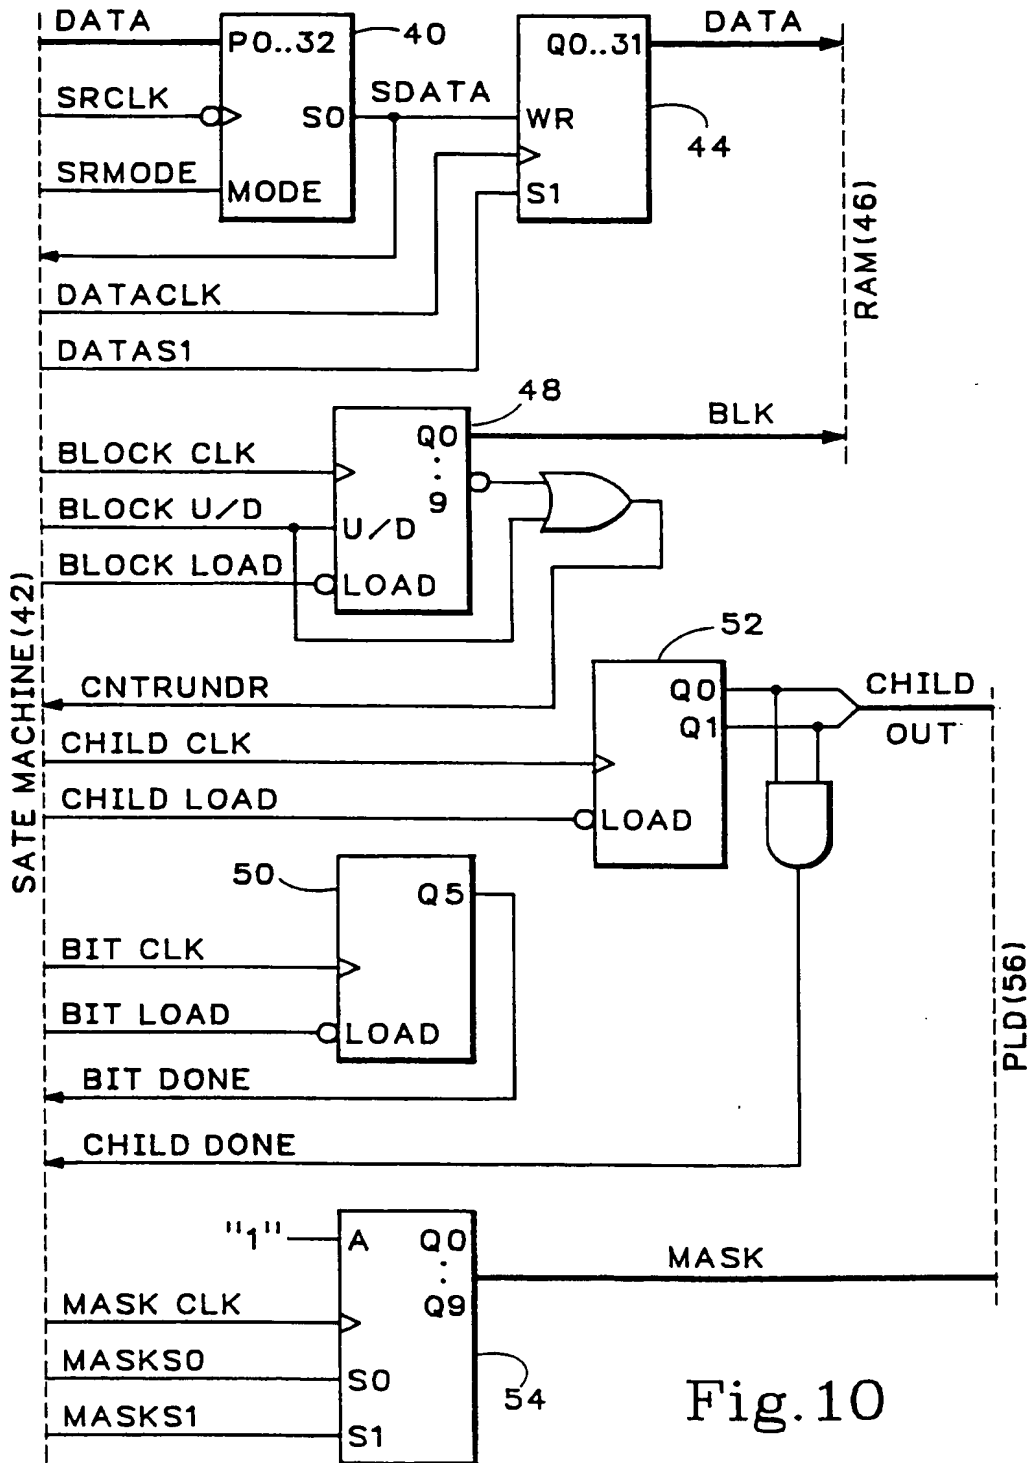 DATA
P0..32
40
Q0..31
DATA
SRCLK
S0
SDATA
WR
44
SRMODE
MODE
S1
RAM(46)
DATACLK
DATAS1
48
Q0
BLK
BLOCK CLK
:
9
BLOCK U/D
U/D
BLOCK LOAD
LOAD
SATE MACHINE(42)
52
CNTRUNDR
Q0
CHILD
Q1
OUT
CHILD CLK
CHILD LOAD
LOAD
50
Q5
BIT CLK
BIT LOAD
LOAD
PLD(56)
BIT DONE
CHILD DONE
"1"
A
Q0
:
Q9
MASK
MASK CLK
MASKS0
S0
54
MASKS1
S1
Fig.10